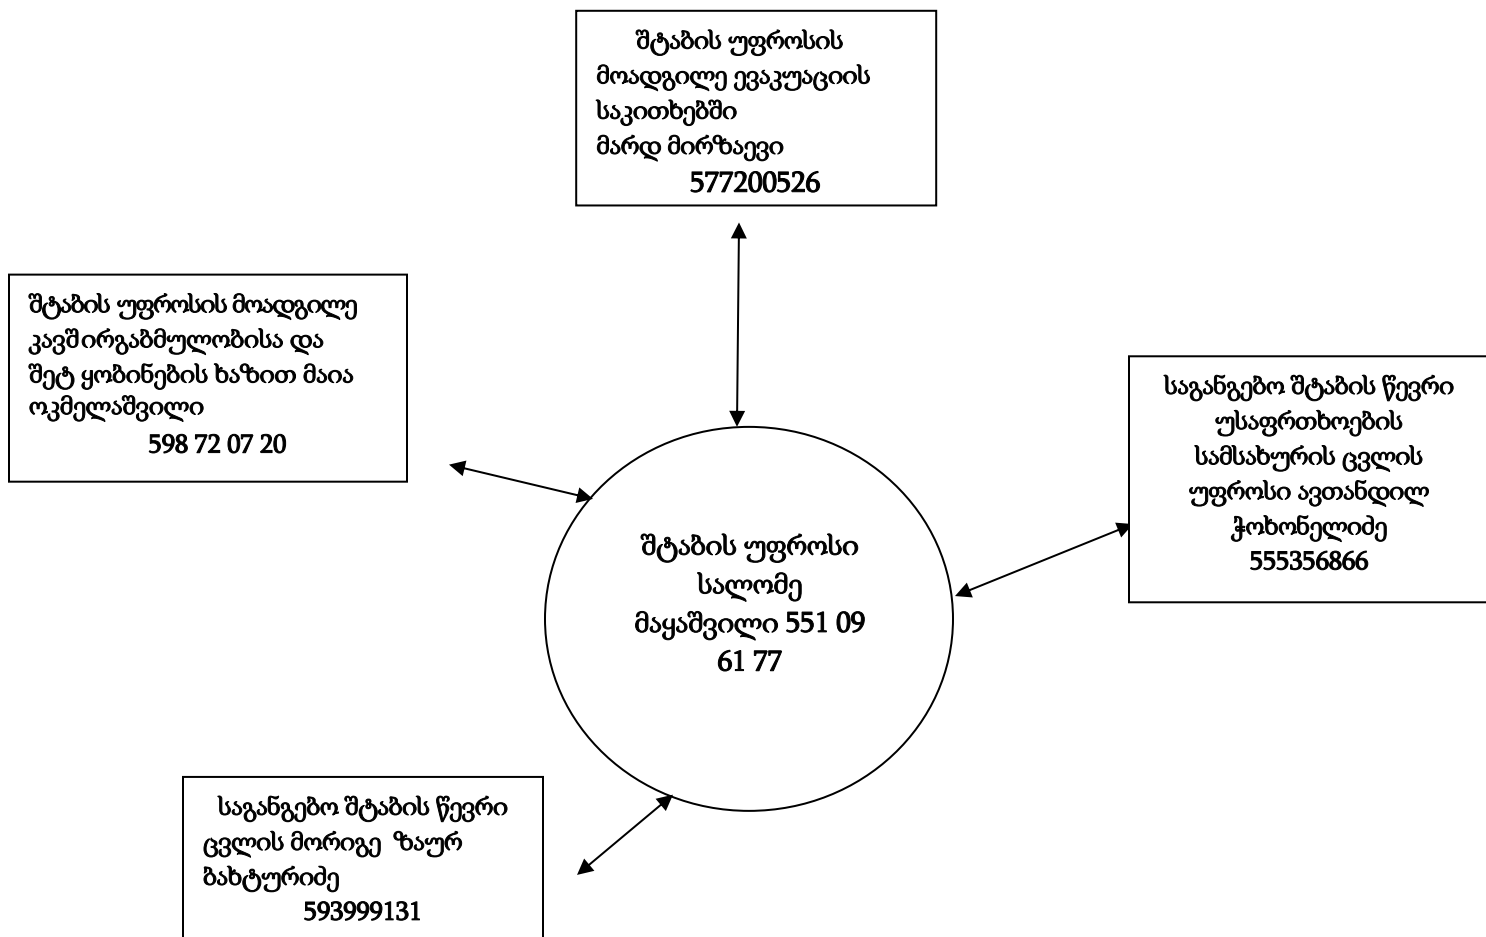 შტაბის უფროსის
მოადგილე ევაკუაციის
საკითხებში
მარდ მირზაევი
577200526
შტაბის უფროსის მოადგილე
კავშირგაბმულობისა და
შეტ ყობინების ხაზით მაია
ოკმელაშვილი
598 72 07 20
საგანგებო შტაბის წევრი
უსაფრთხოების
სამსახურის ცვლის
უფროსი ავთანდილ
ჭოხონელიძე
555356866
შტაბის უფროსი
სალომე
მაყაშვილი 551 09
61 77
საგანგებო შტაბის წევრი
ცვლის მორიგე ზაურ
ბახტურიძე
593999131